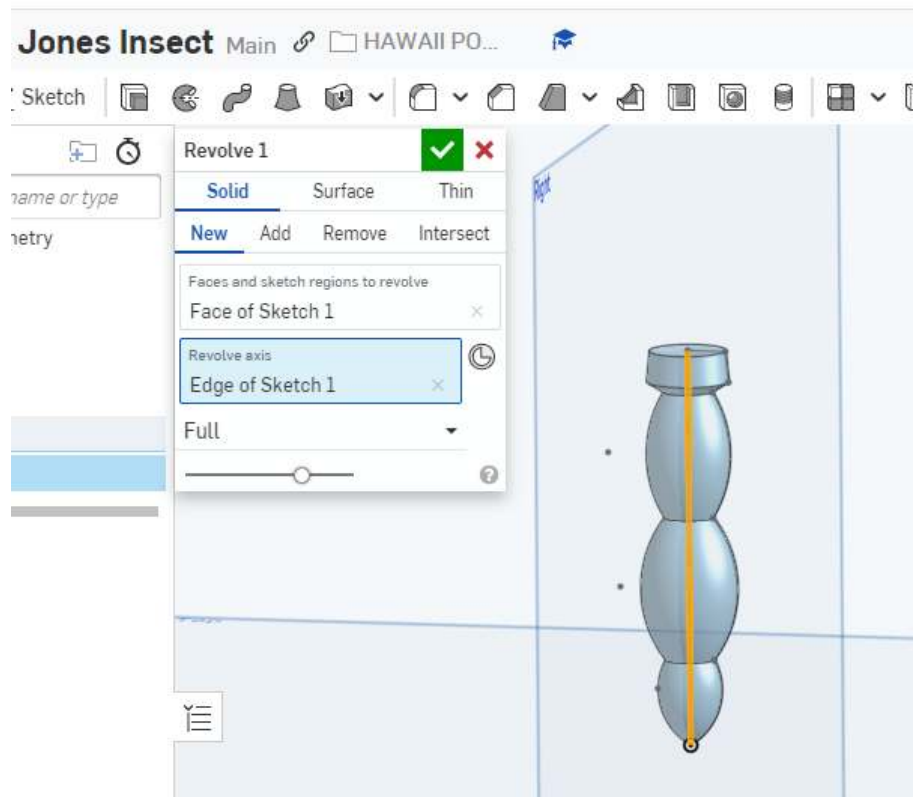 Jones Insect Main HAWAII PO...
Sketch
Revolve 1
name or type
Solid Surface Thin
New Add Remove Intersect
Faces and sketch regions to revolve
Face of Sketch 1
Revolve axis
Edge of Sketch 1
Full
Right